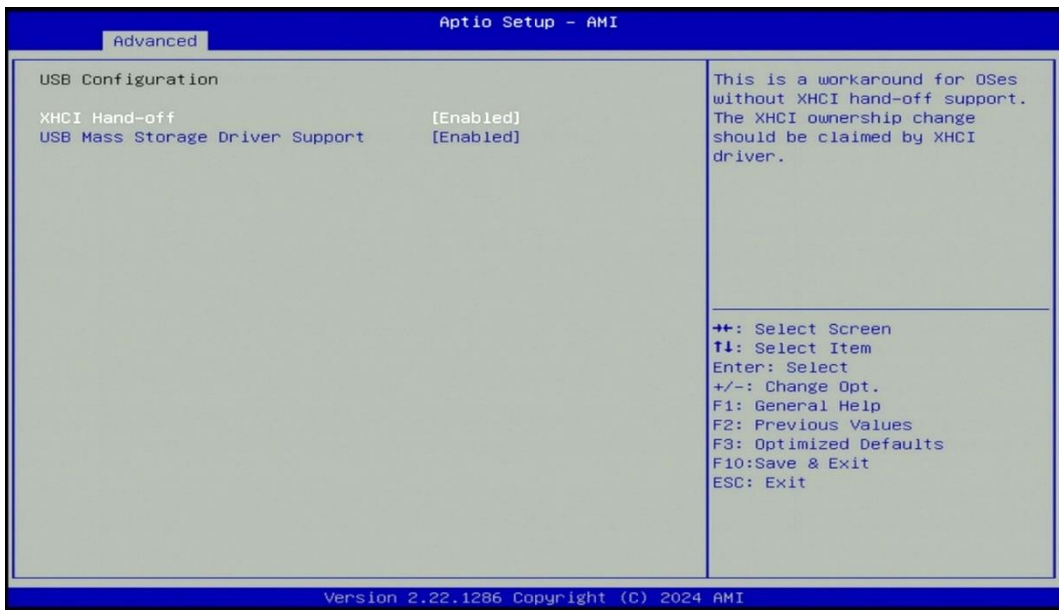 Aptio Setup - AMI
Advanced
USB Configuration
XHCI Hand-off [Enabled]
USB Mass Storage Driver Support [Enabled]
This is a workaround for OSes
without XHCI hand-off support.
The XHCI ownership change
should be claimed by XHCI
driver.
→←: Select Screen
↑↓: Select Item
Enter: Select
+/-: Change Opt.
F1: General Help
F2: Previous Values
F3: Optimized Defaults
F10:Save & Exit
ESC: Exit
Version 2.22.1286 Copyright (C) 2024 AMI